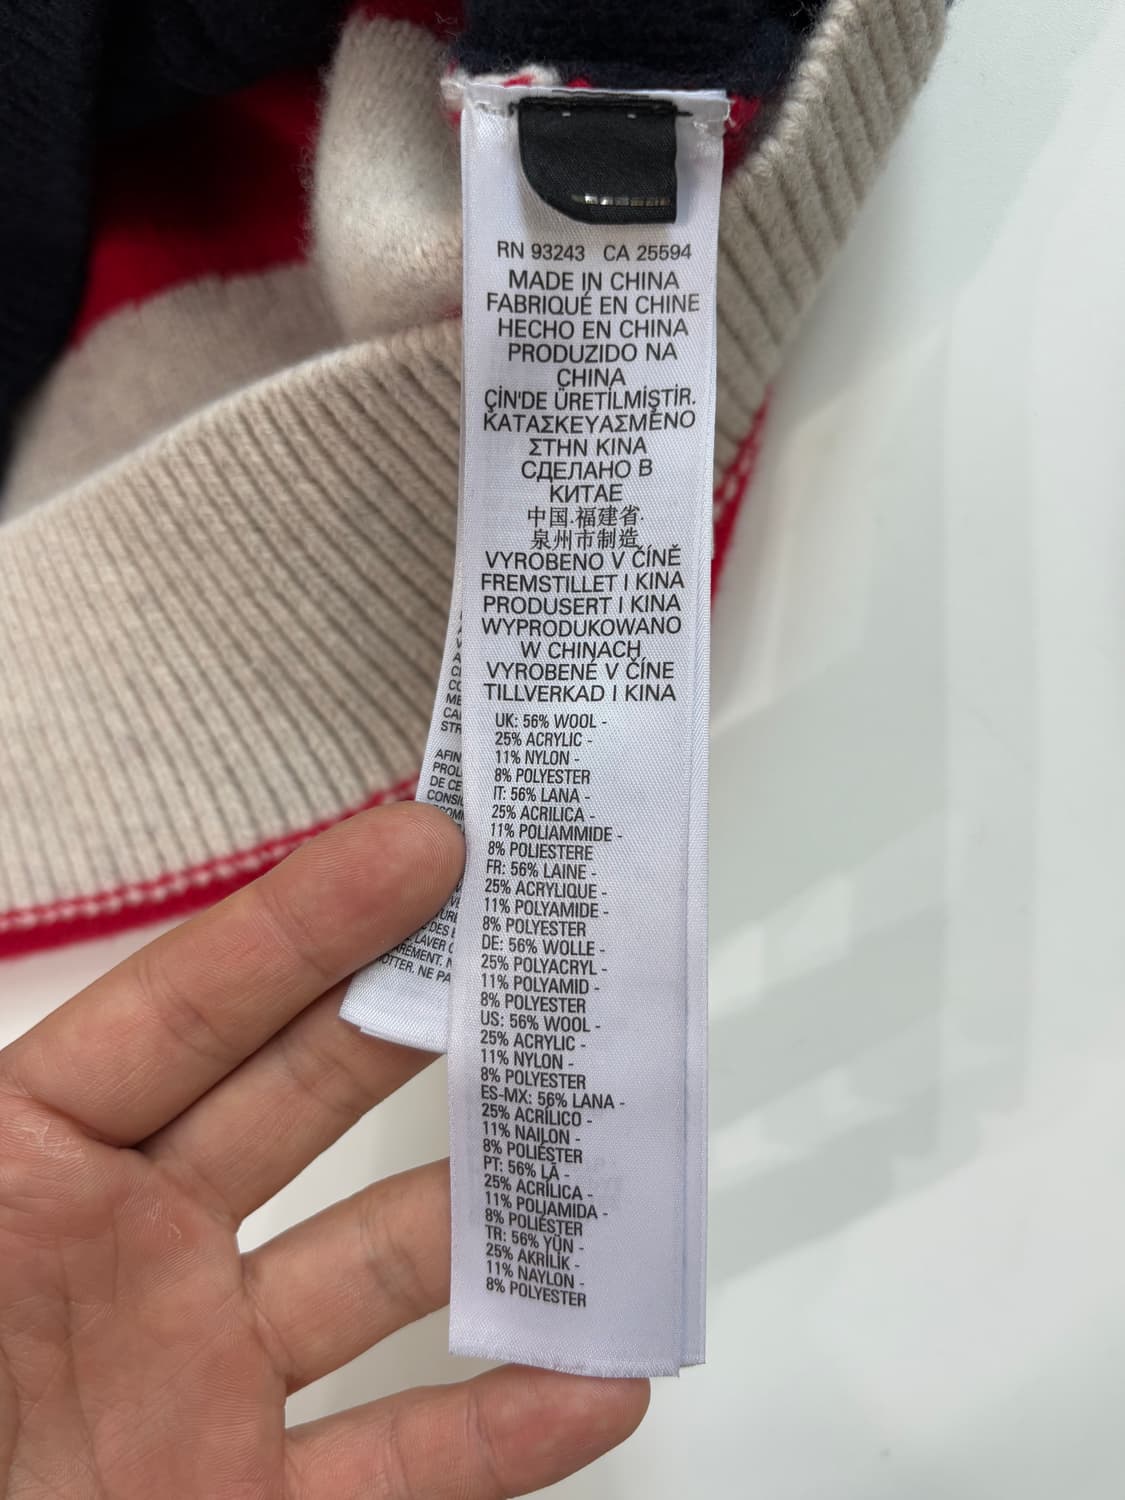 RN 93243 CA 25594
MADE IN CHINA
FABRIQUÉ EN CHINE
HECHO EN CHINA
PRODUZIDO NA
CHINA
ÇİN'DE ÜRETİLMİŞTİR.
ΚΑΤΑΣΚΕΥΑΣΜΕΝΟ
ΣΤΗΝ ΚΙΝΑ
СДЕЛАНО В
КИТАЕ
中国.福建省.
泉州市制造
VYROBENO V ČÍNĚ
FREMSTILLET I KINA
PRODUSERT I KINA
WYPRODUKOWANO
W CHINACH
VYROBENÉ V ČÍNE
TILLVERKAD I KINA
UK: 56% WOOL -
25% ACRYLIC -
11% NYLON -
8% POLYESTER
IT: 56% LANA -
25% ACRILICA -
11% POLIAMMIDE -
8% POLIESTERE
FR: 56% LAINE -
25% ACRYLIQUE -
11% POLYAMIDE -
8% POLYESTER
DE: 56% WOLLE -
25% POLYACRYL -
11% POLYAMID -
8% POLYESTER
US: 56% WOOL -
25% ACRYLIC -
11% NYLON -
8% POLYESTER
ES-MX: 56% LANA -
25% ACRÍLICO -
11% NAILON -
8% POLIÉSTER
PT: 56% LÃ -
25% ACRÍLICA -
11% POLIAMIDA -
8% POLIÉSTER
TR: 56% YÜN -
25% AKRİLİK -
11% NAYLON -
8% POLYESTER
AFIN
DE CE
LAVER
NE PA